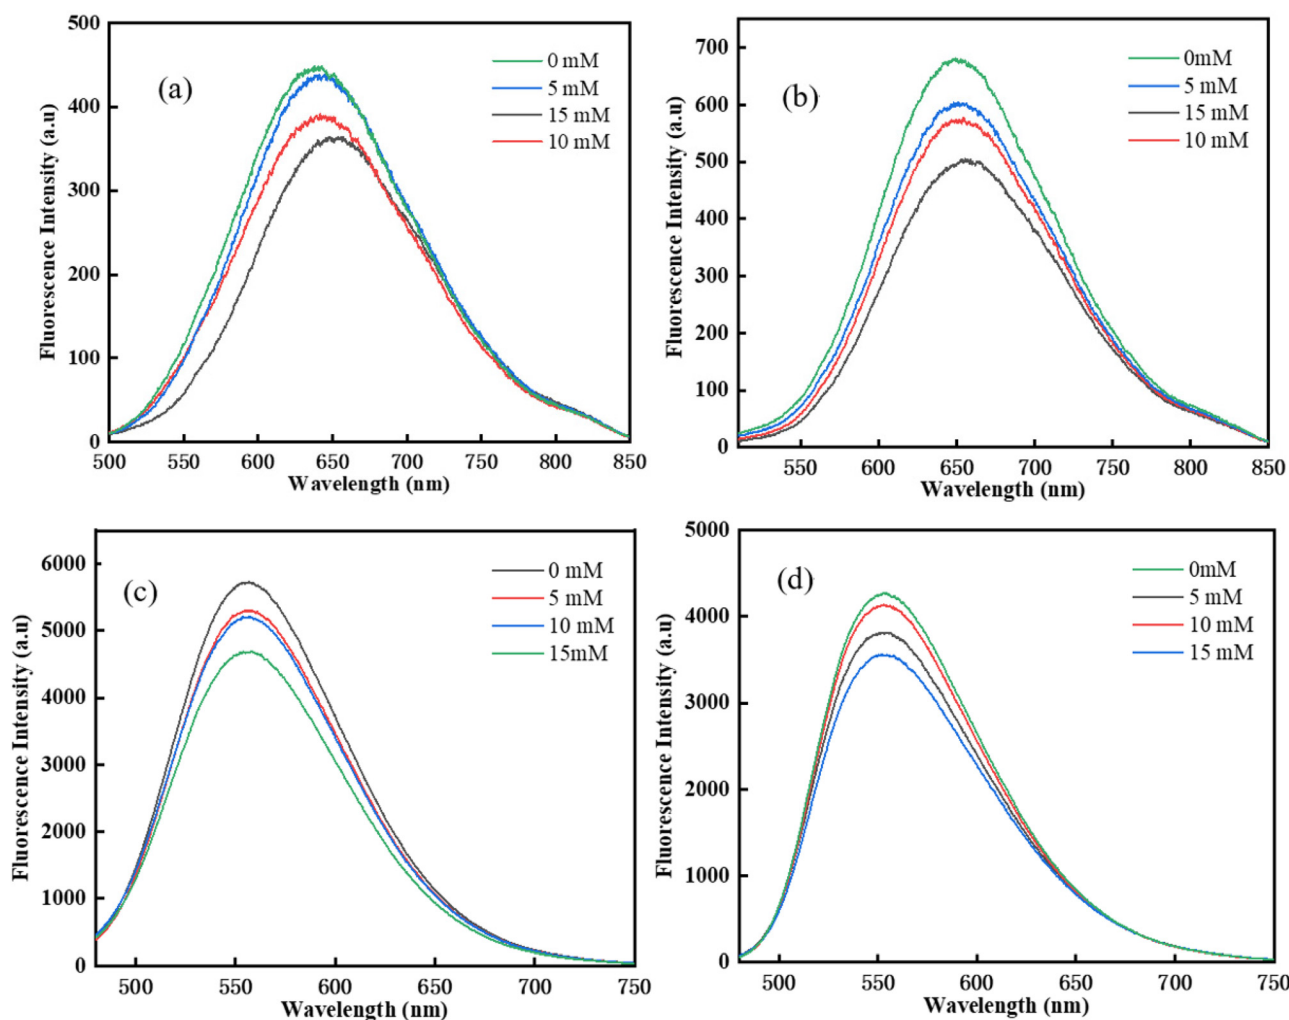 500
400
300
200
100
0
Fluorescence Intensity (a.u)
(a)
0 mM
5 mM
15 mM
10 mM
500 550 600 650 700 750 800 850
Wavelength (nm)
700
600
500
400
300
200
100
0
Fluorescence Intensity (a.u)
(b)
0mM
5 mM
15 mM
10 mM
550 600 650 700 750 800 850
Wavelength (nm)
6000
5000
4000
3000
2000
1000
0
Fluorescence Intensity (a.u)
(c)
0 mM
5 mM
10 mM
15mM
500 550 600 650 700 750
Wavelength (nm)
5000
4000
3000
2000
1000
0
Fluorescence Intensity (a.u)
(d)
0mM
5 mM
10 mM
15 mM
500 550 600 650 700 750
Wavelength (nm)